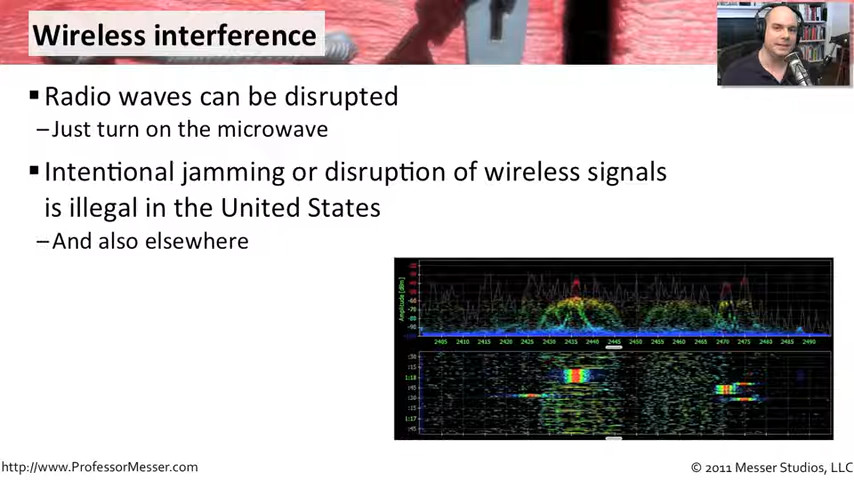 Wireless interference
▪Radio waves can be disrupted
–Just turn on the microwave
▪Intentional jamming or disruption of wireless signals
is illegal in the United States
–And also elsewhere
Amplitude [dBm]
2405 2410 2415 2420 2425 2430 2435 2440 2445 2450 2455 2460 2465 2470 2475 2480 2485 2490
http://www.ProfessorMesser.com
© 2011 Messer Studios, LLC